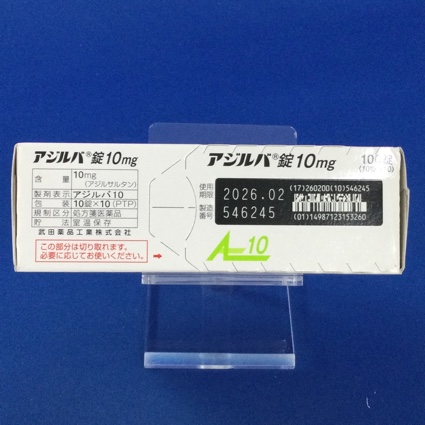 アジルバ®錠10mg
含量 10mg
(アジルサルタン)
製剤表示 アジルバ10
包装 10錠×10(PTP)
規制区分 処方箋医薬品
貯法 室温保存
武田薬品工業株式会社
この部分は切り取れます。
必要に応じてお使いください。
アジルバ®錠10mg
使用期限 2026.02
製造番号 546245
(17)260200(10)546245
(01)14987123153260
A 10